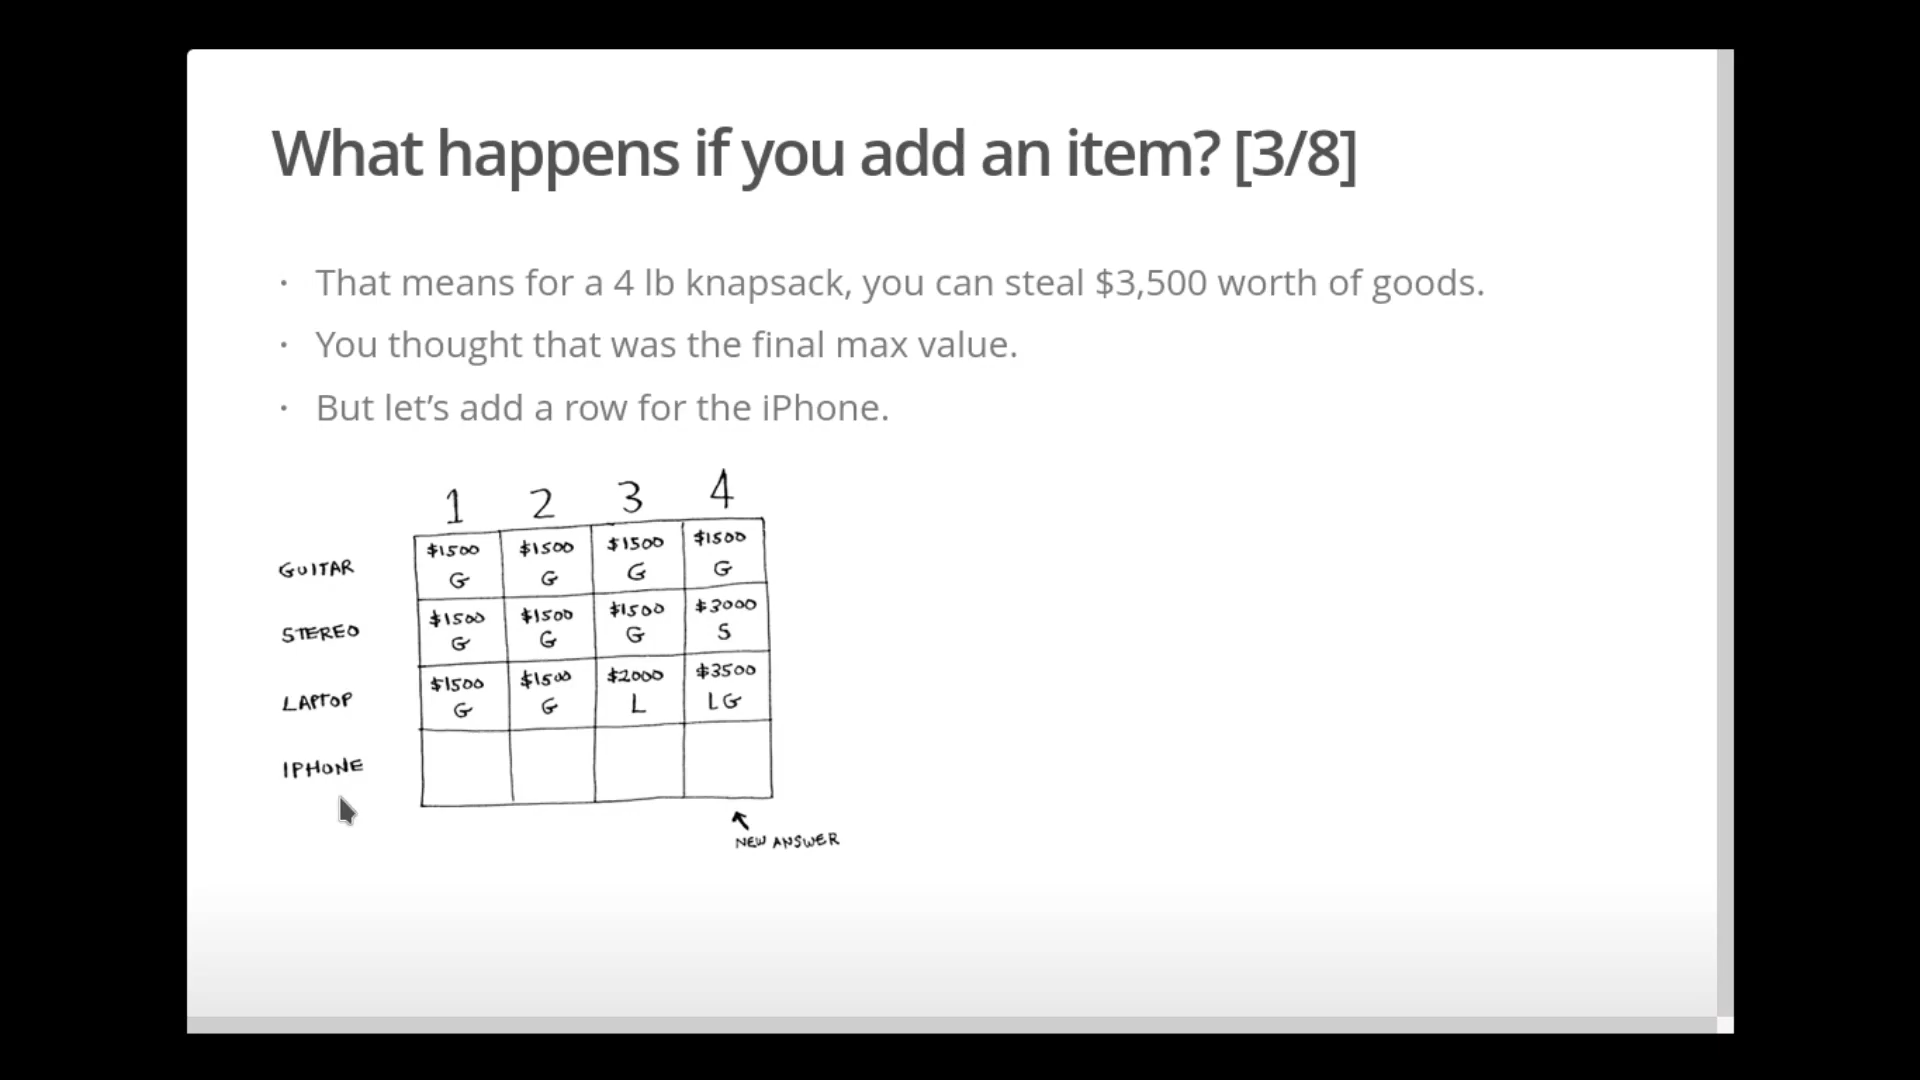 What happens if you add an item? [3/8]
· That means for a 4 lb knapsack, you can steal $3,500 worth of goods.
· You thought that was the final max value.
· But let's add a row for the iPhone.
1 2 3 4
GUITAR $1500 G $1500 G $1500 G $1500 G
STEREO $1500 G $1500 G $1500 G $3000 S
LAPTOP $1500 G $1500 G $2000 L $3500 LG
IPHONE
NEW ANSWER